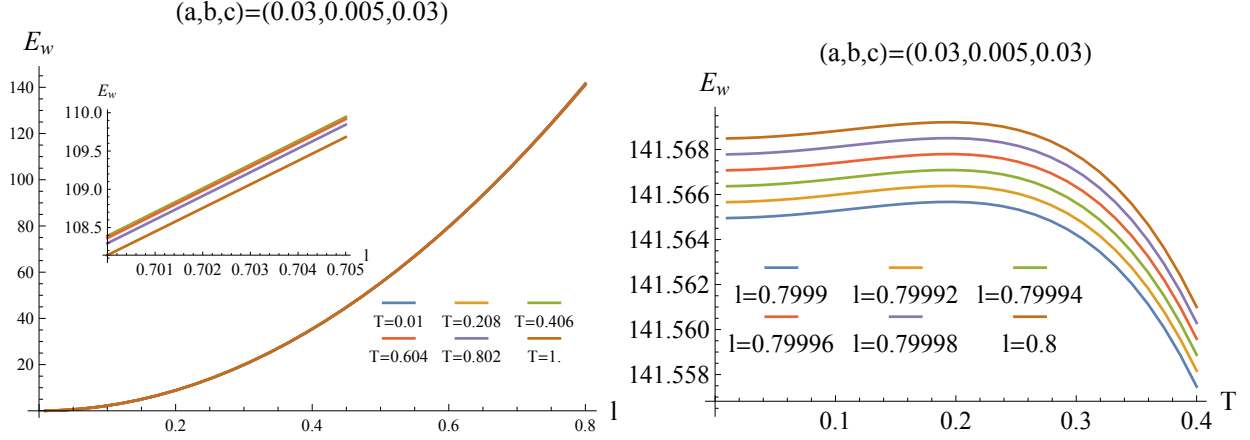 (a,b,c)=(0.03,0.005,0.03)
E_w
140
120
100
80
60
40
20
0.2
0.4
0.6
0.8
l
E_w
110.0
109.5
109.0
108.5
0.701 0.702 0.703 0.704 0.705
l
T=0.01 T=0.208 T=0.406
T=0.604 T=0.802 T=1.
(a,b,c)=(0.03,0.005,0.03)
E_w
141.568
141.566
141.564
141.562
141.560
141.558
0.1 0.2 0.3 0.4
T
l=0.7999 l=0.79992 l=0.79994
l=0.79996 l=0.79998 l=0.8